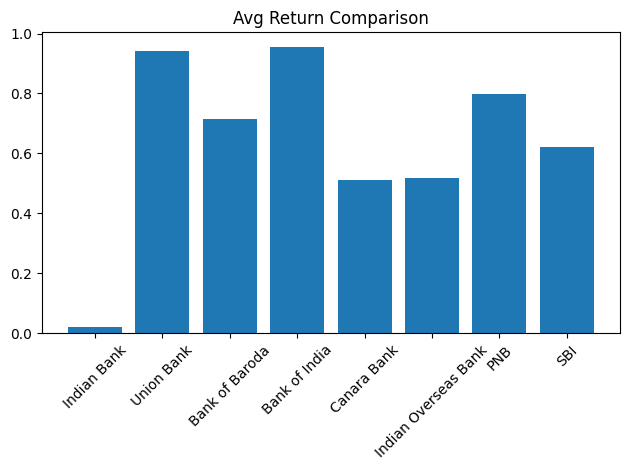 Avg Return Comparison
1.0
0.8
0.6
0.4
0.2
0.0
Indian Bank
Union Bank
Bank of Baroda
Bank of India
Canara Bank
Indian Overseas Bank
PNB
SBI